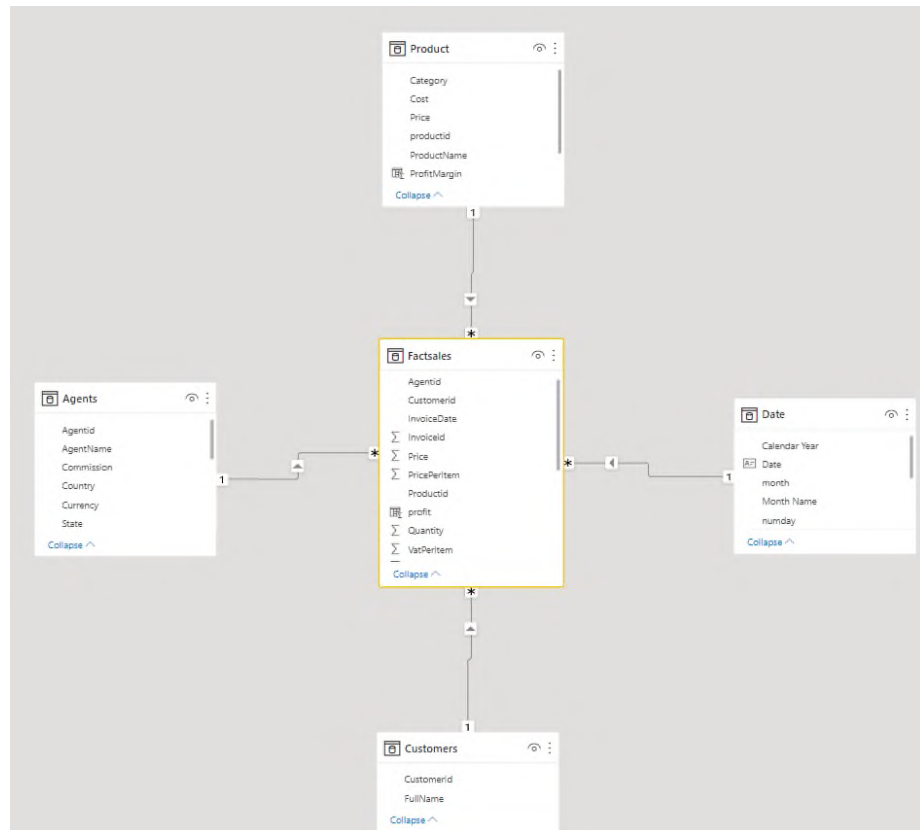 Product
Category
Cost
Price
productid
ProductName
ProfitMargin
Collapse
1
*
Factsales
Agentid
Customerid
InvoiceDate
Σ Invoiceid
Σ Price
Σ PricePerItem
Productid
profit
Σ Quantity
Σ VatPerItem
Collapse
*
Agents
Agentid
AgentName
Commission
Country
Currency
State
Collapse
1
*
Date
Calendar Year
Date
month
Month Name
numday
Collapse
1
*
1
Customers
Customerid
FullName
Collapse